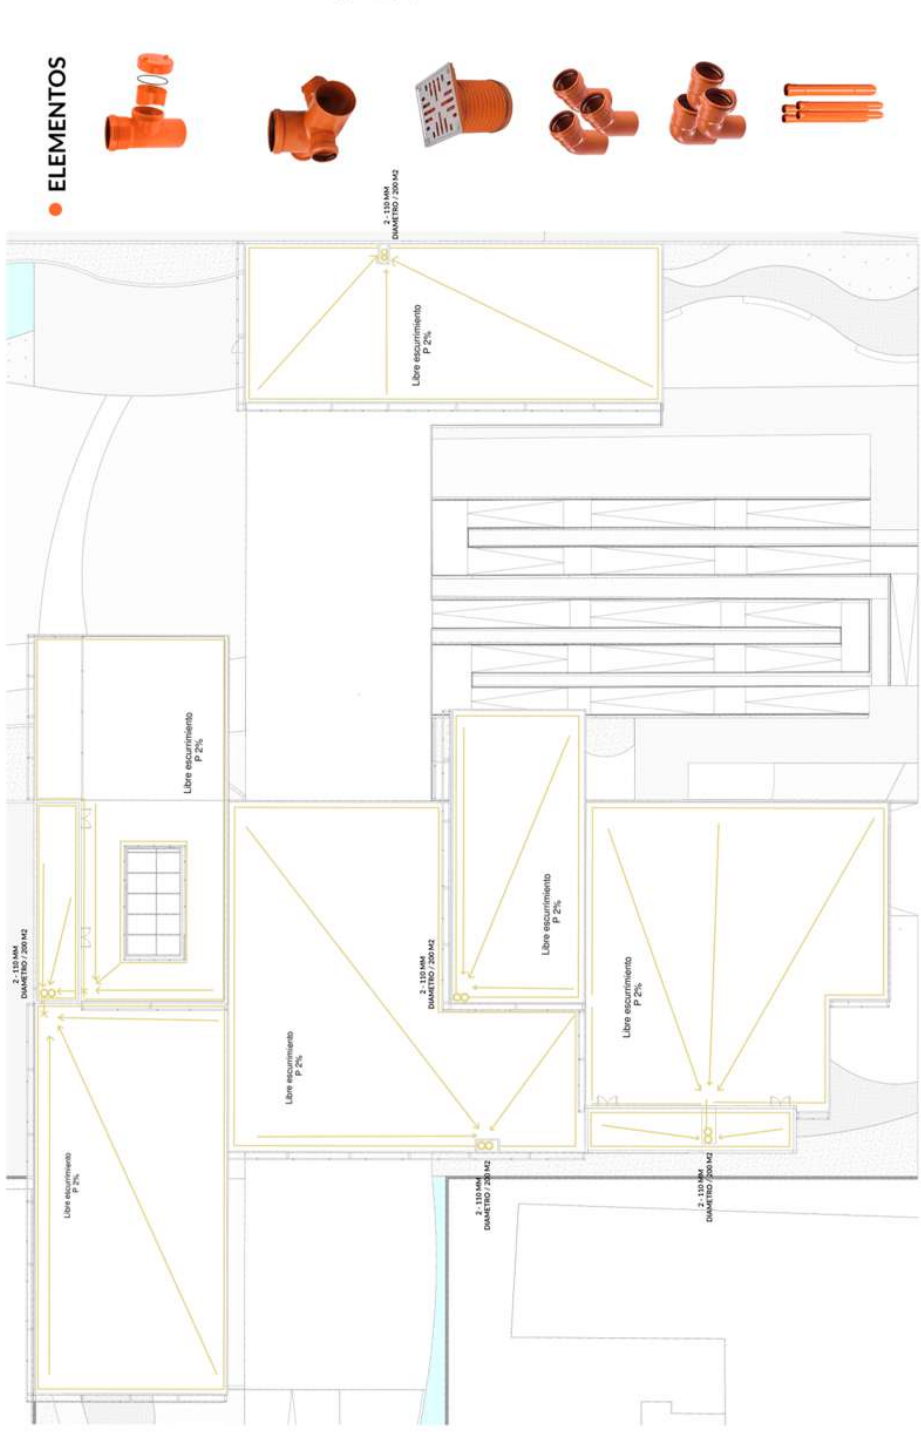 ELEMENTOS
2 - 110 MM
DIAMETRO / 200 M2
Libre escurrimiento
P 2%
Libre escurrimiento
P 2%
2 - 110 MM
DIAMETRO / 200 M2
2 - 110 MM
DIAMETRO / 200 M2
Libre escurrimiento
P 2%
Libre escurrimiento
P 2%
Libre escurrimiento
P 2%
Libre escurrimiento
P 2%
2 - 110 MM
DIAMETRO / 200 M2
2 - 110 MM
DIAMETRO / 200 M2